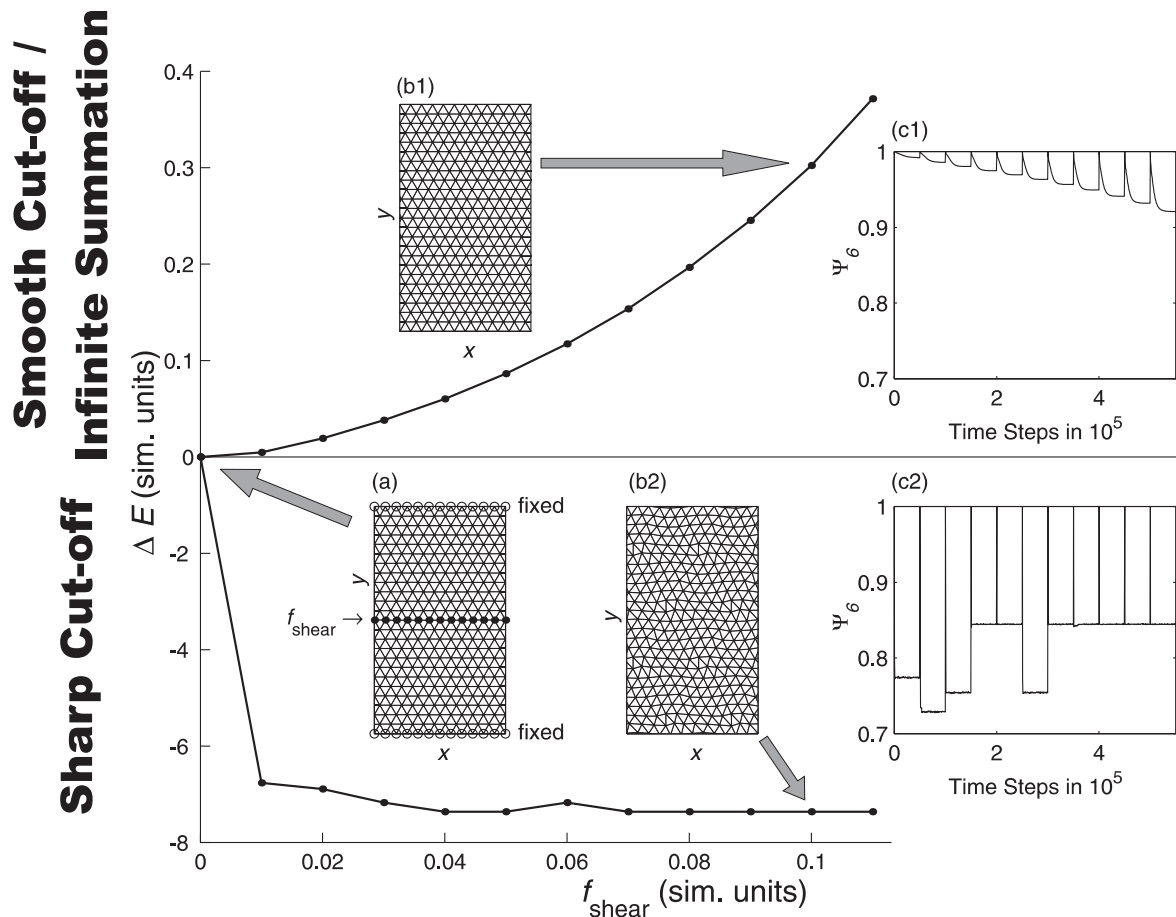 Smooth Cut-off /
Infinite Summation
Sharp Cut-off
Δ E (sim. units)
0.4
0.3
0.2
0.1
0
-2
-4
-6
-8
0
0.02
0.04
0.06
0.08
0.1
f shear (sim. units)
(b1)
y
x
(c1)
1
0.9
0.8
0.7
Ψ6
0
2
4
Time Steps in 10^5
(a)
fixed
y
f shear →
fixed
x
(b2)
y
x
(c2)
1
0.9
0.8
0.7
Ψ6
0
2
4
Time Steps in 10^5